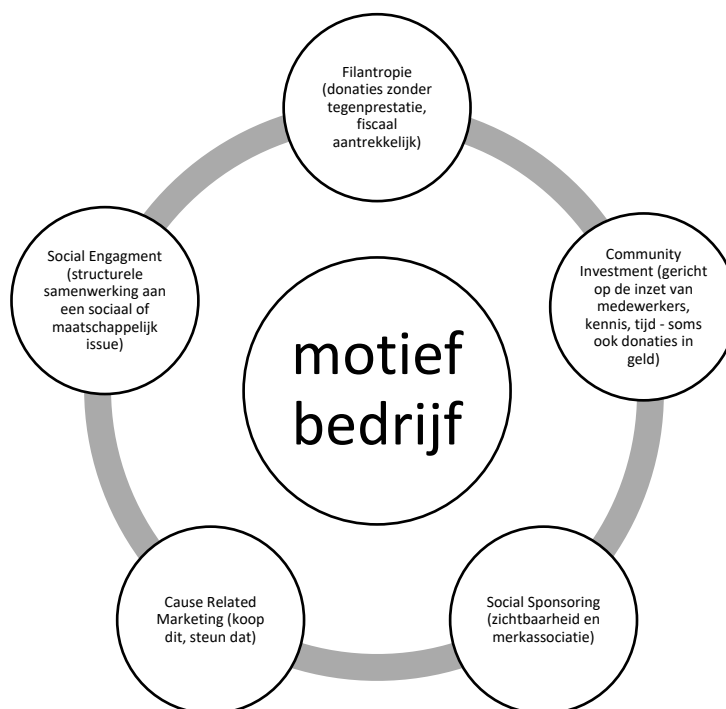 Filantropie
(donaties zonder
tegenprestatie,
fiscaal
aantrekkelijk)
Community
Investment (gericht
op de inzet van
medewerkers,
kennis, tijd - soms
ook donaties in
geld)
Social Sponsoring
(zichtbaarheid en
merkassociatie)
Cause Related
Marketing (koop
dit, steun dat)
Social Engagment
(structurele
samenwerking aan
een sociaal of
maatschappelijk
issue)
motief
bedrijf